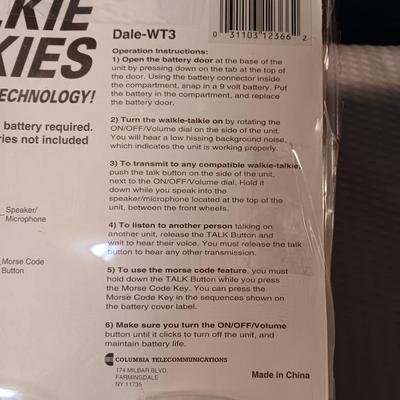 KIE
KIES
TECHNOLOGY!
battery required.
ries not included
Speaker/
Microphone
Morse Code
Button
Dale-WT3
0 31103 12366 2
Operation Instructions:
1) Open the battery door at the base of the
unit by pressing down on the tab at the top of
the door. Using the battery connector inside
the compartment, snap in a 9 volt battery. Put
the battery in the compartment, and replace
the battery door.
2) Turn the walkie-talkie on by rotating the
ON/OFF/Volume dial on the side of the unit.
You will hear a low hissing background noise,
which indicates the unit is working properly.
3) To transmit to any compatible walkie-talkie,
push the talk button on the side of the unit,
next to the ON/OFF/Volume dial. Hold it
down while you speak into the
speaker/microphone located at the top of the
unit, between the front wheels.
4) To listen to another person talking on
another unit, release the TALK Button and
wait to hear their voice. You must release the talk
button to hear any other transmission.
5) To use the morse code feature, you must
hold down the TALK Button while you press
the Morse Code Key. You can press the
Morse Code Key in the sequences shown on
the battery cover label.
6) Make sure you turn the ON/OFF/Volume
button until it clicks to turn off the unit, and
maintain battery life.
COLUMBIA TELECOMMUNICATIONS
174 MILBAR BLVD.
FARMINGDALE
NY 11735
Made in China